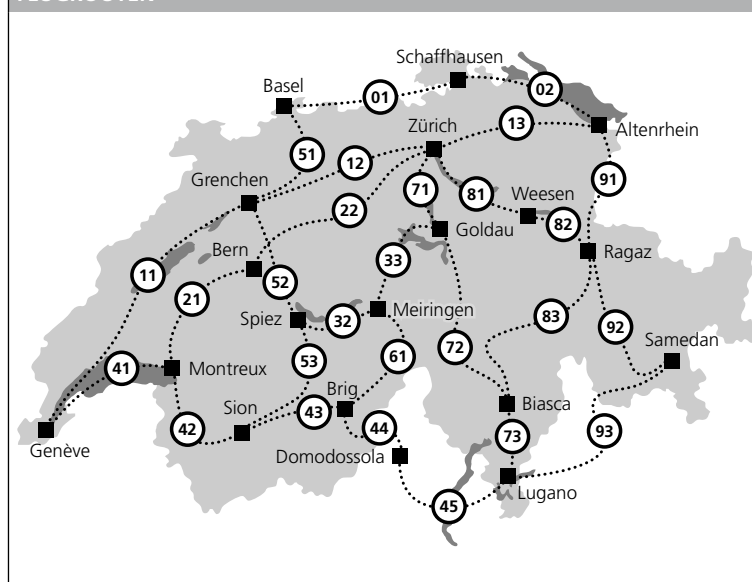 Schaffhausen
Basel
01
02
Zürich
13
Altenrhein
51
12
Grenchen
71
81
Weesen
91
22
82
Goldau
Bern
33
Ragaz
11
52
21
Spiez
32
Meiringen
83
92
53
61
72
Samedan
41
Montreux
Brig
Sion
43
Biasca
42
44
73
93
Genève
Domodossola
Lugano
45